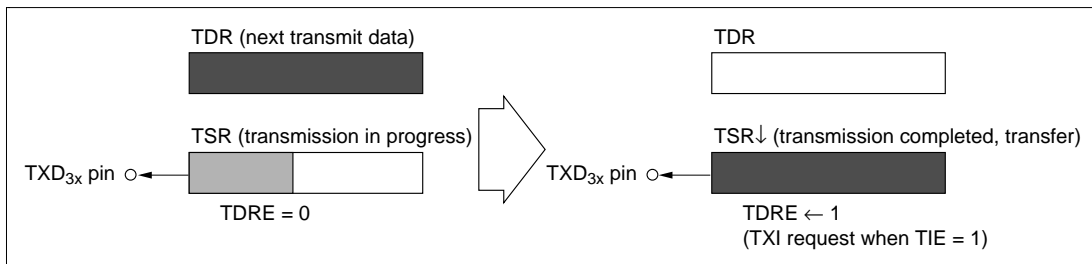 TDR (next transmit data)
TSR (transmission in progress)
TXD3x pin
TDRE = 0
TDR
TSR↓ (transmission completed, transfer)
TXD3x pin
TDRE ← 1
(TXI request when TIE = 1)